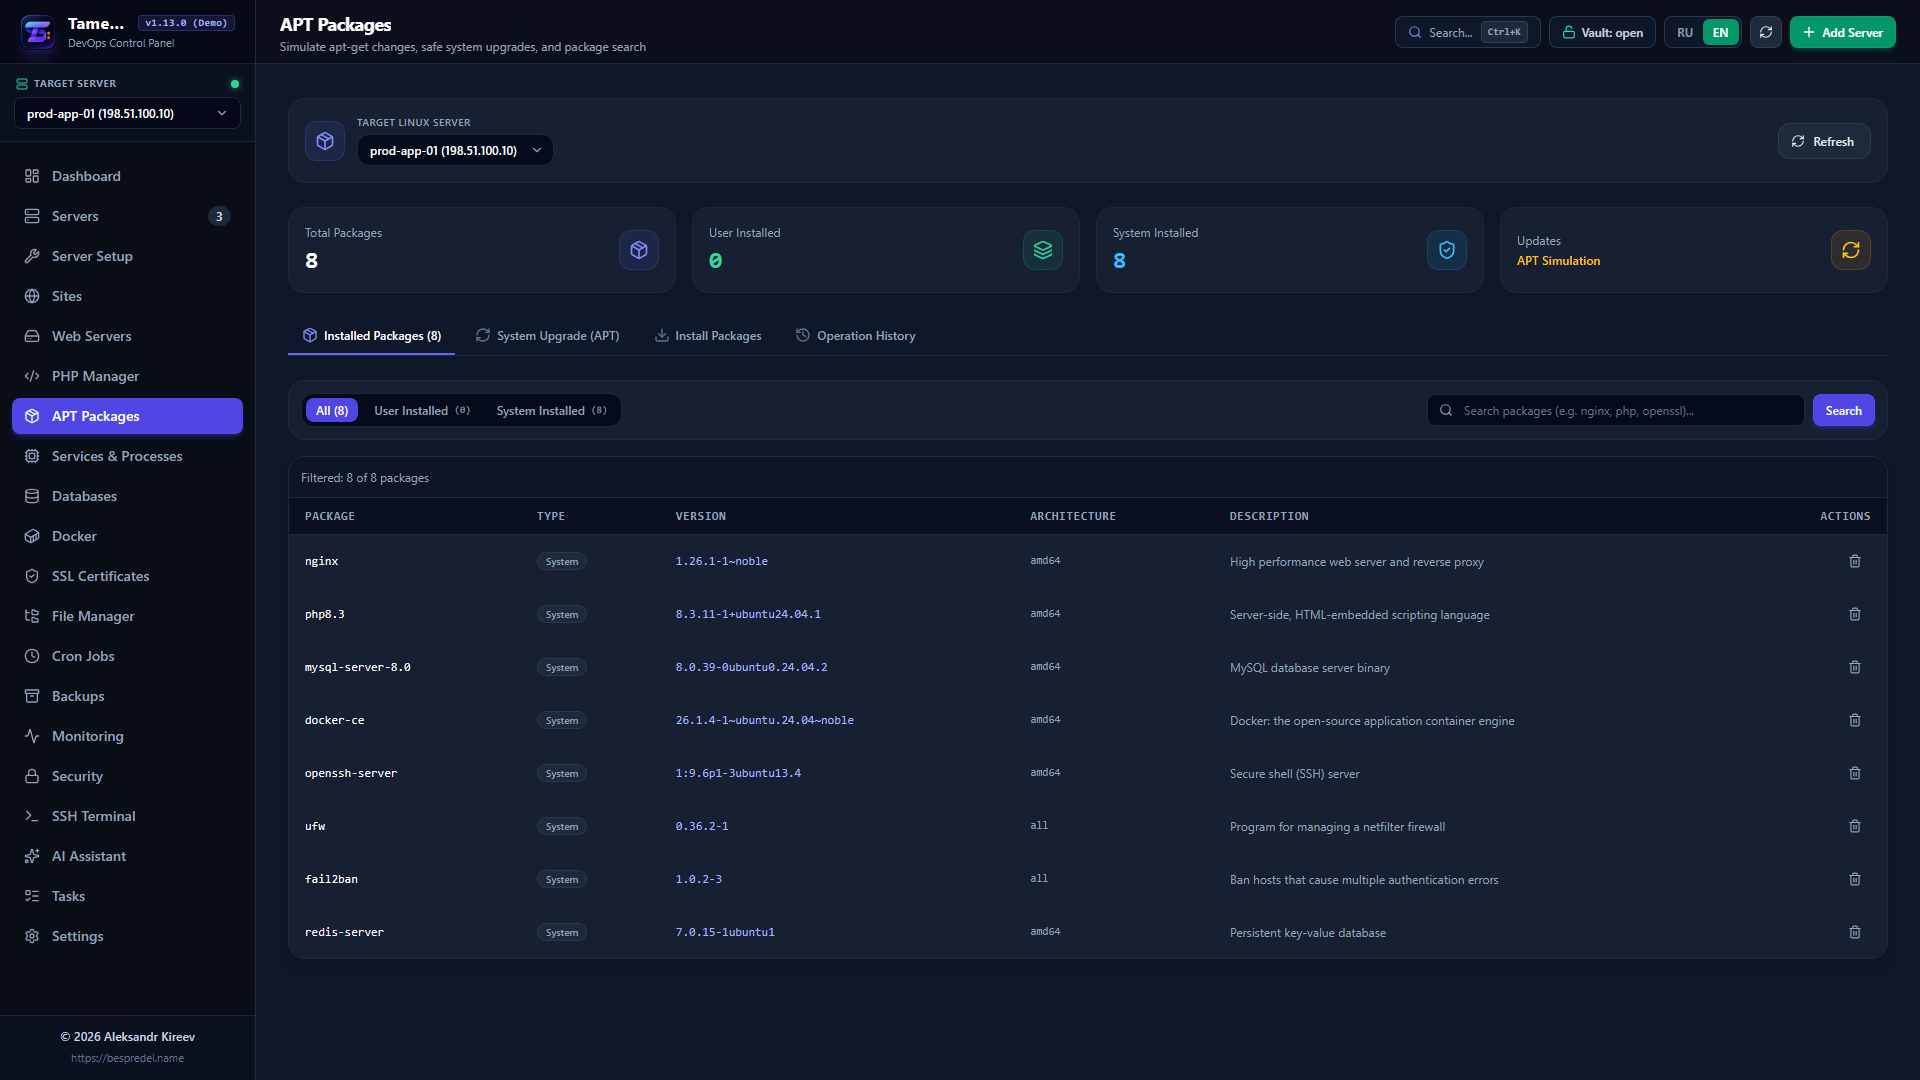 Tame...
v1.13.0 (Demo)
DevOps Control Panel
TARGET SERVER
prod-app-01 (198.51.100.10)
Dashboard
Servers
3
Server Setup
Sites
Web Servers
PHP Manager
APT Packages
Services & Processes
Databases
Docker
SSL Certificates
File Manager
Cron Jobs
Backups
Monitoring
Security
SSH Terminal
AI Assistant
Tasks
Settings
© 2026 Aleksandr Kireev
https://bespredel.name
APT Packages
Simulate apt-get changes, safe system upgrades, and package search
Search...
Ctrl+K
Vault: open
RU
EN
Add Server
TARGET LINUX SERVER
prod-app-01 (198.51.100.10)
Refresh
Total Packages
8
User Installed
0
System Installed
8
Updates
APT Simulation
Installed Packages (8)
System Upgrade (APT)
Install Packages
Operation History
All (8)
User Installed (0)
System Installed (8)
Search packages (e.g. nginx, php, openssl)...
Search
Filtered: 8 of 8 packages
PACKAGE TYPE VERSION ARCHITECTURE DESCRIPTION ACTIONS
nginx System 1.26.1-1~noble amd64 High performance web server and reverse proxy
php8.3 System 8.3.11-1+ubuntu24.04.1 amd64 Server-side, HTML-embedded scripting language
mysql-server-8.0 System 8.0.39-0ubuntu0.24.04.2 amd64 MySQL database server binary
docker-ce System 26.1.4-1~ubuntu.24.04~noble amd64 Docker: the open-source application container engine
openssh-server System 1:9.6p1-3ubuntu13.4 amd64 Secure shell (SSH) server
ufw System 0.36.2-1 all Program for managing a netfilter firewall
fail2ban System 1.0.2-3 all Ban hosts that cause multiple authentication errors
redis-server System 7.0.15-1ubuntu1 amd64 Persistent key-value database